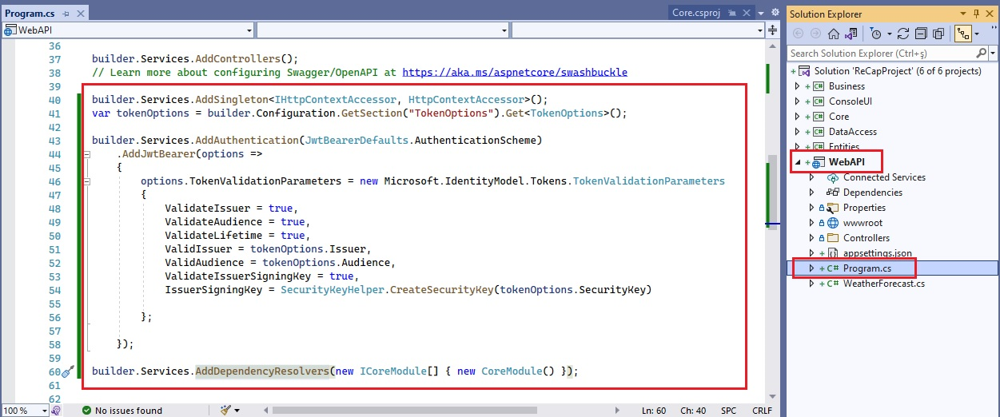 Program.cs
Core.csproj
WebAPI
36
37 builder.Services.AddControllers();
38 // Learn more about configuring Swagger/OpenAPI at https://aka.ms/aspnetcore/swashbuckle
39
40 builder.Services.AddSingleton<IHttpContextAccessor, HttpContextAccessor>();
41 var tokenOptions = builder.Configuration.GetSection("TokenOptions").Get<TokenOptions>();
42
43 builder.Services.AddAuthentication(JwtBearerDefaults.AuthenticationScheme)
44 .AddJwtBearer(options =>
45 {
46 options.TokenValidationParameters = new Microsoft.IdentityModel.Tokens.TokenValidationParameters
47 {
48 ValidateIssuer = true,
49 ValidateAudience = true,
50 ValidateLifetime = true,
51 ValidIssuer = tokenOptions.Issuer,
52 ValidAudience = tokenOptions.Audience,
53 ValidateIssuerSigningKey = true,
54 IssuerSigningKey = SecurityKeyHelper.CreateSecurityKey(tokenOptions.SecurityKey)
55
56 };
57
58 });
59
60 builder.Services.AddDependencyResolvers(new ICoreModule[] { new CoreModule() });
61
62
100 %
No issues found
Ln: 60
Ch: 40
SPC
CRLF
Solution Explorer
Search Solution Explorer (Ctrl+ş)
Solution 'ReCapProject' (6 of 6 projects)
C# Business
C# ConsoleUI
C# Core
C# DataAccess
C# Entities
WebAPI
Connected Services
Dependencies
Properties
wwwroot
Controllers
appsettings.json
C# Program.cs
C# WeatherForecast.cs